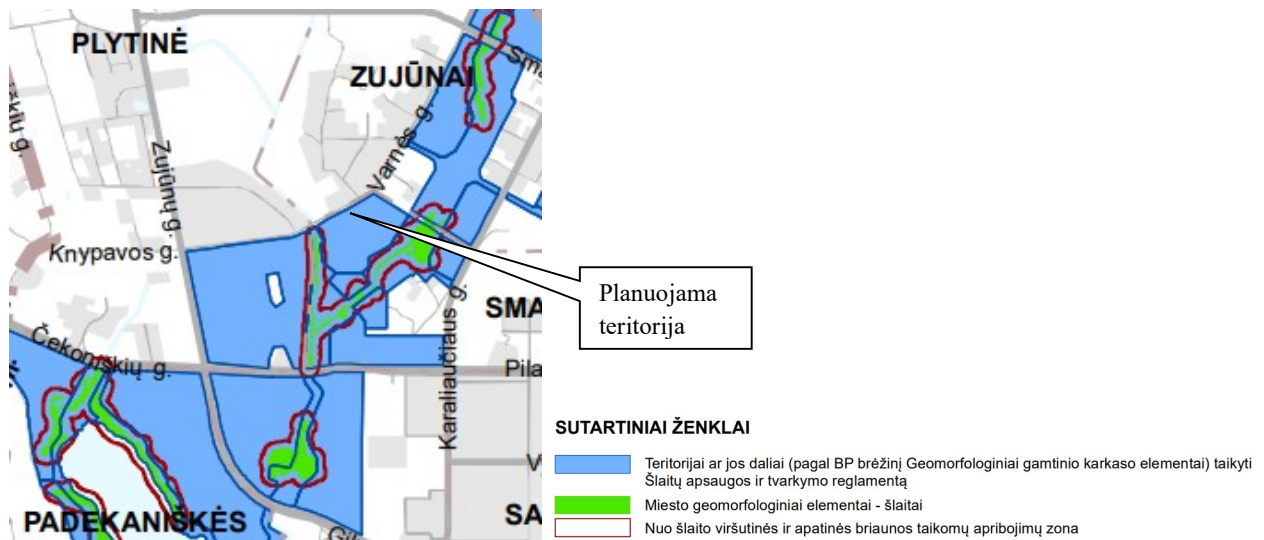 PLYTINĖ
ZUJŪNAI
Sma
Varnės g.
Zujūnų g.
Knypavos g.
Planuojama
teritorija
SMA
Karaliaučiaus g.
Čekoniškių g.
Pila
SUTARTINIAI ŽENKLAI
Teritorijai ar jos daliai (pagal BP brėžinį Geomorfologiniai gamtinio karkaso elementai) taikyti
Šlaitų apsaugos ir tvarkymo reglamentą
Miesto geomorfologiniai elementai - šlaitai
Nuo šlaito viršutinės ir apatinės briaunos taikomų apribojimų zona
PADEKANIŠKĖS
SA